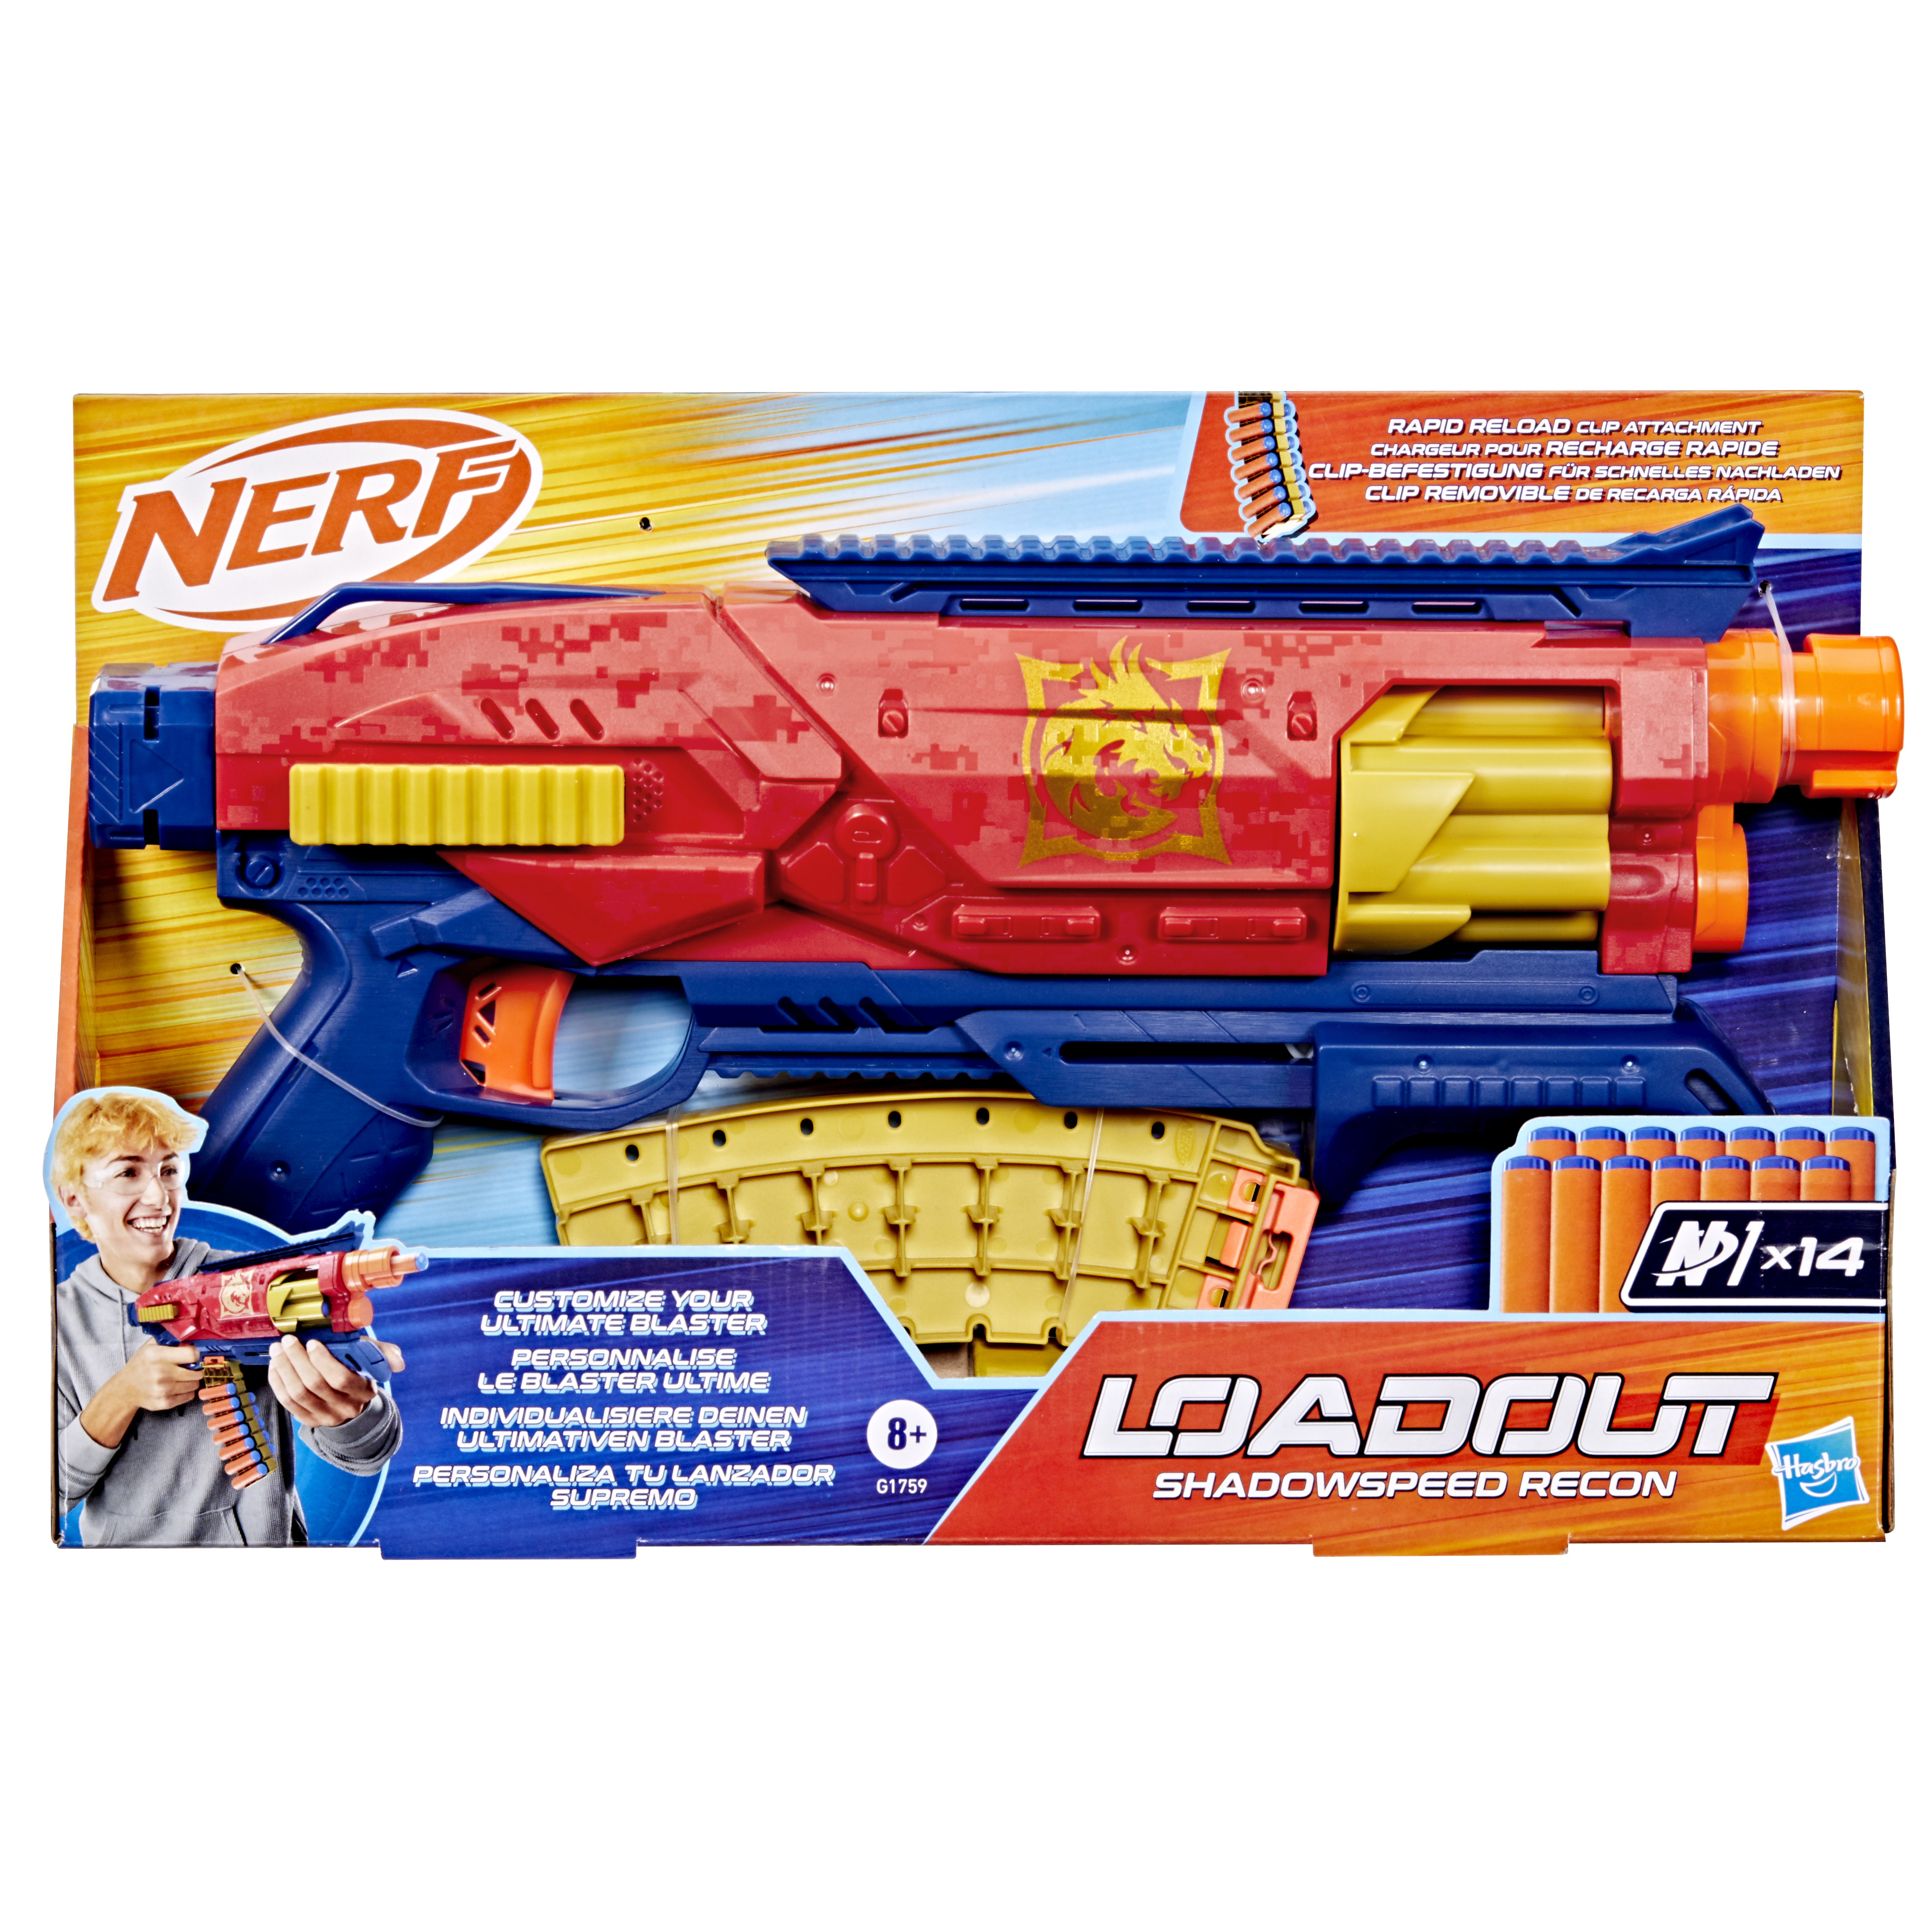 NERF
RAPID RELOAD CLIP ATTACHMENT
CHARGEUR POUR RECHARGE RAPIDE
CLIP-BEFESTIGUNG FÜR SCHNELLES NACHLADEN
CLIP REMOVIBLE DE RECARGA RÁPIDA
N1 x14
CUSTOMIZE YOUR
ULTIMATE BLASTER
PERSONNALISE
LE BLASTER ULTIME
INDIVIDUALISIERE DEINEN
ULTIMATIVEN BLASTER
PERSONALIZA TU LANZADOR
SUPREMO
8+
G1759
LOADOUT
SHADOWSPEED RECON
Hasbro